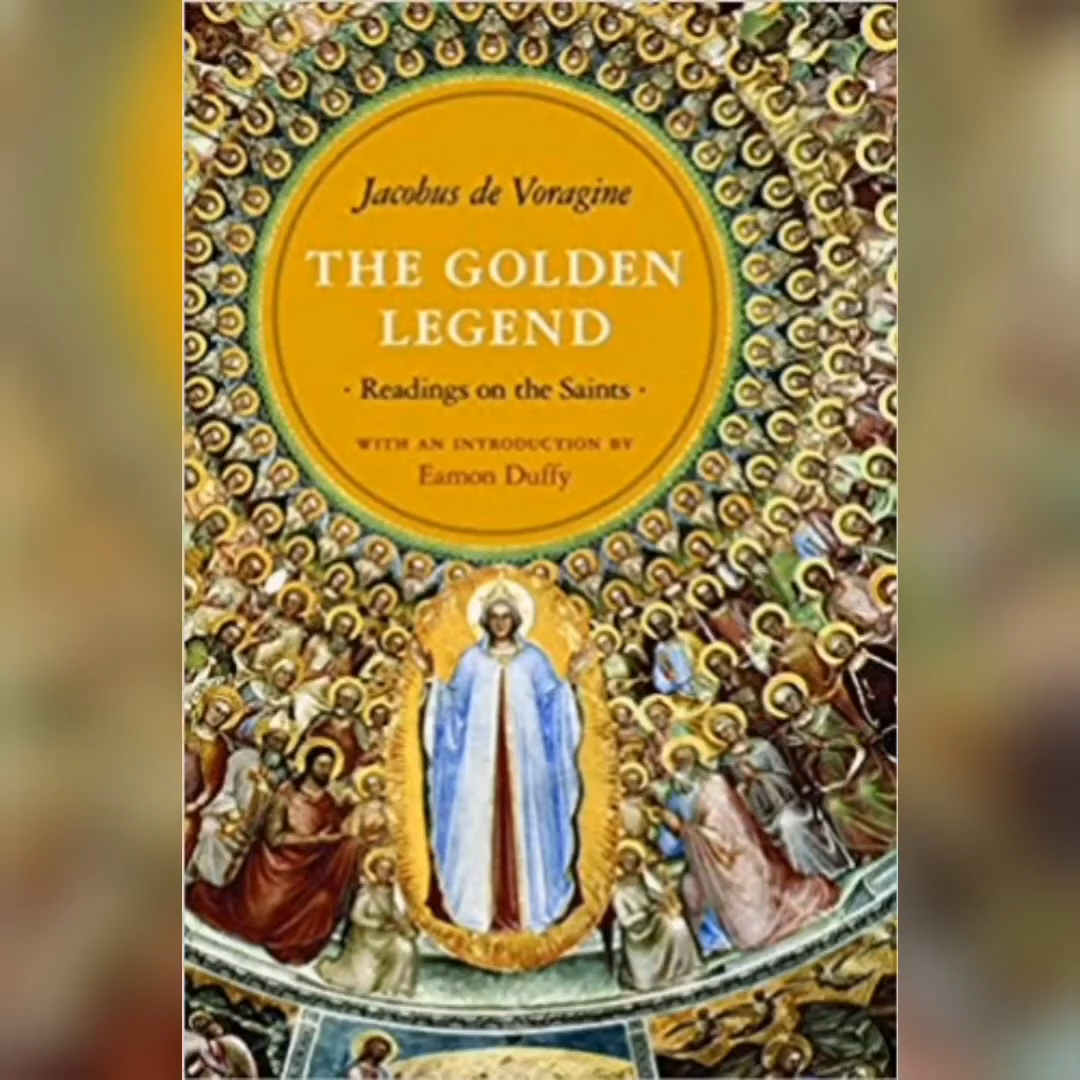 Jacobus de Voragine
THE GOLDEN
LEGEND
· Readings on the Saints ·
WITH AN INTRODUCTION BY
Eamon Duffy